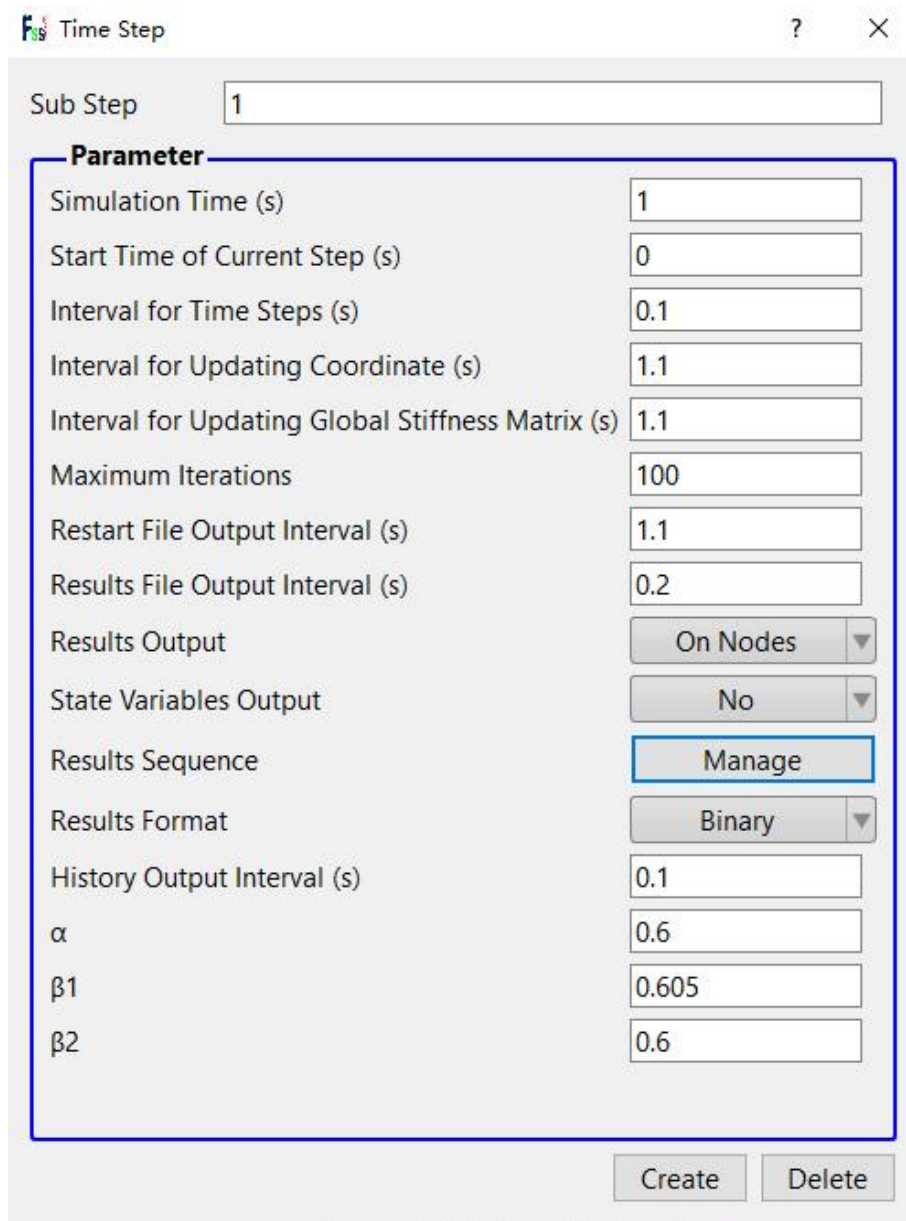 Fssi Time Step ?
Sub Step 1
Parameter
Simulation Time (s) 1
Start Time of Current Step (s) 0
Interval for Time Steps (s) 0.1
Interval for Updating Coordinate (s) 1.1
Interval for Updating Global Stiffness Matrix (s) 1.1
Maximum Iterations 100
Restart File Output Interval (s) 1.1
Results File Output Interval (s) 0.2
Results Output On Nodes
State Variables Output No
Results Sequence Manage
Results Format Binary
History Output Interval (s) 0.1
α 0.6
β1 0.605
β2 0.6
Create Delete